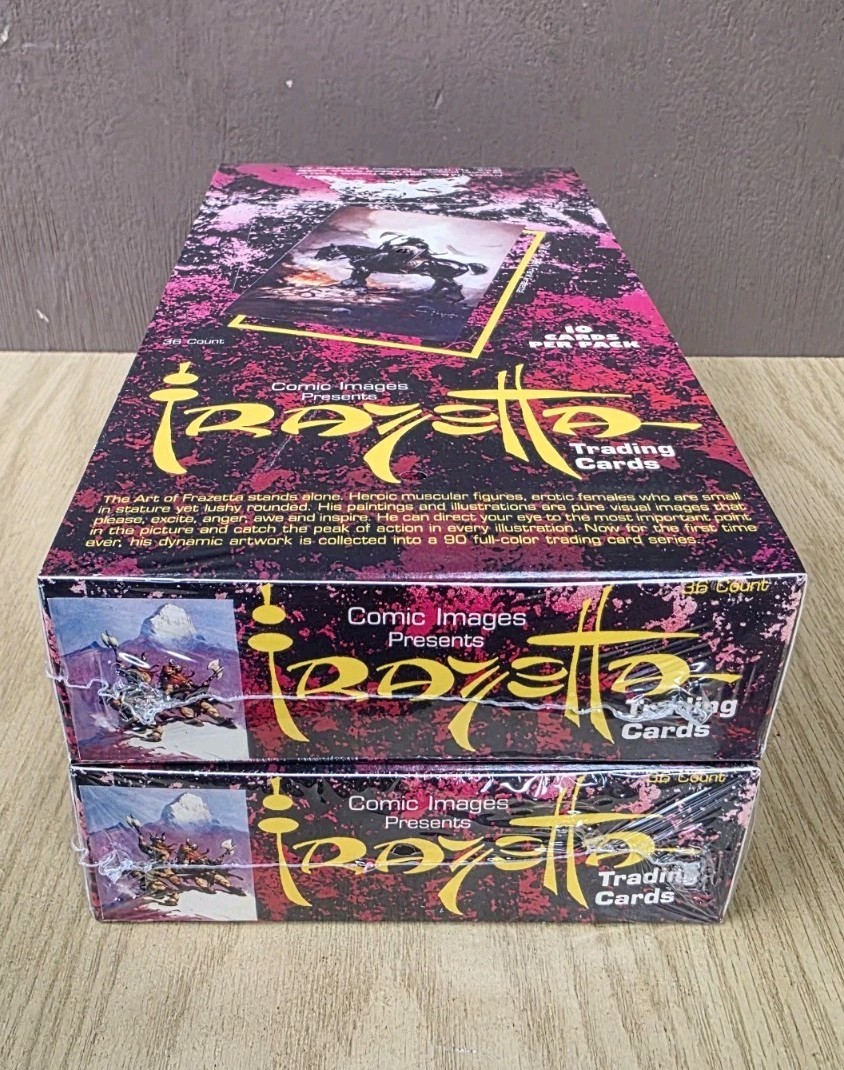 36 Count
10
CARDS
PER PACK
Comic Images
Presents
Frazetta
Trading
Cards
The Art of Frazetta stands alone. Heroic muscular figures, erotic females who are small
in stature yet lushy rounded. His paintings and illustrations are pure visual images that
please, excite, anger, awe and inspire. He can direct your eye to the most important point
in the picture and catch the peak of action in every illustration. Now for the first time
ever, his dynamic artwork is collected into a 90 full-color trading card series.
36 Count
Comic Images
Presents
Frazetta
Trading
Cards
36 Count
Comic Images
Presents
Frazetta
Trading
Cards